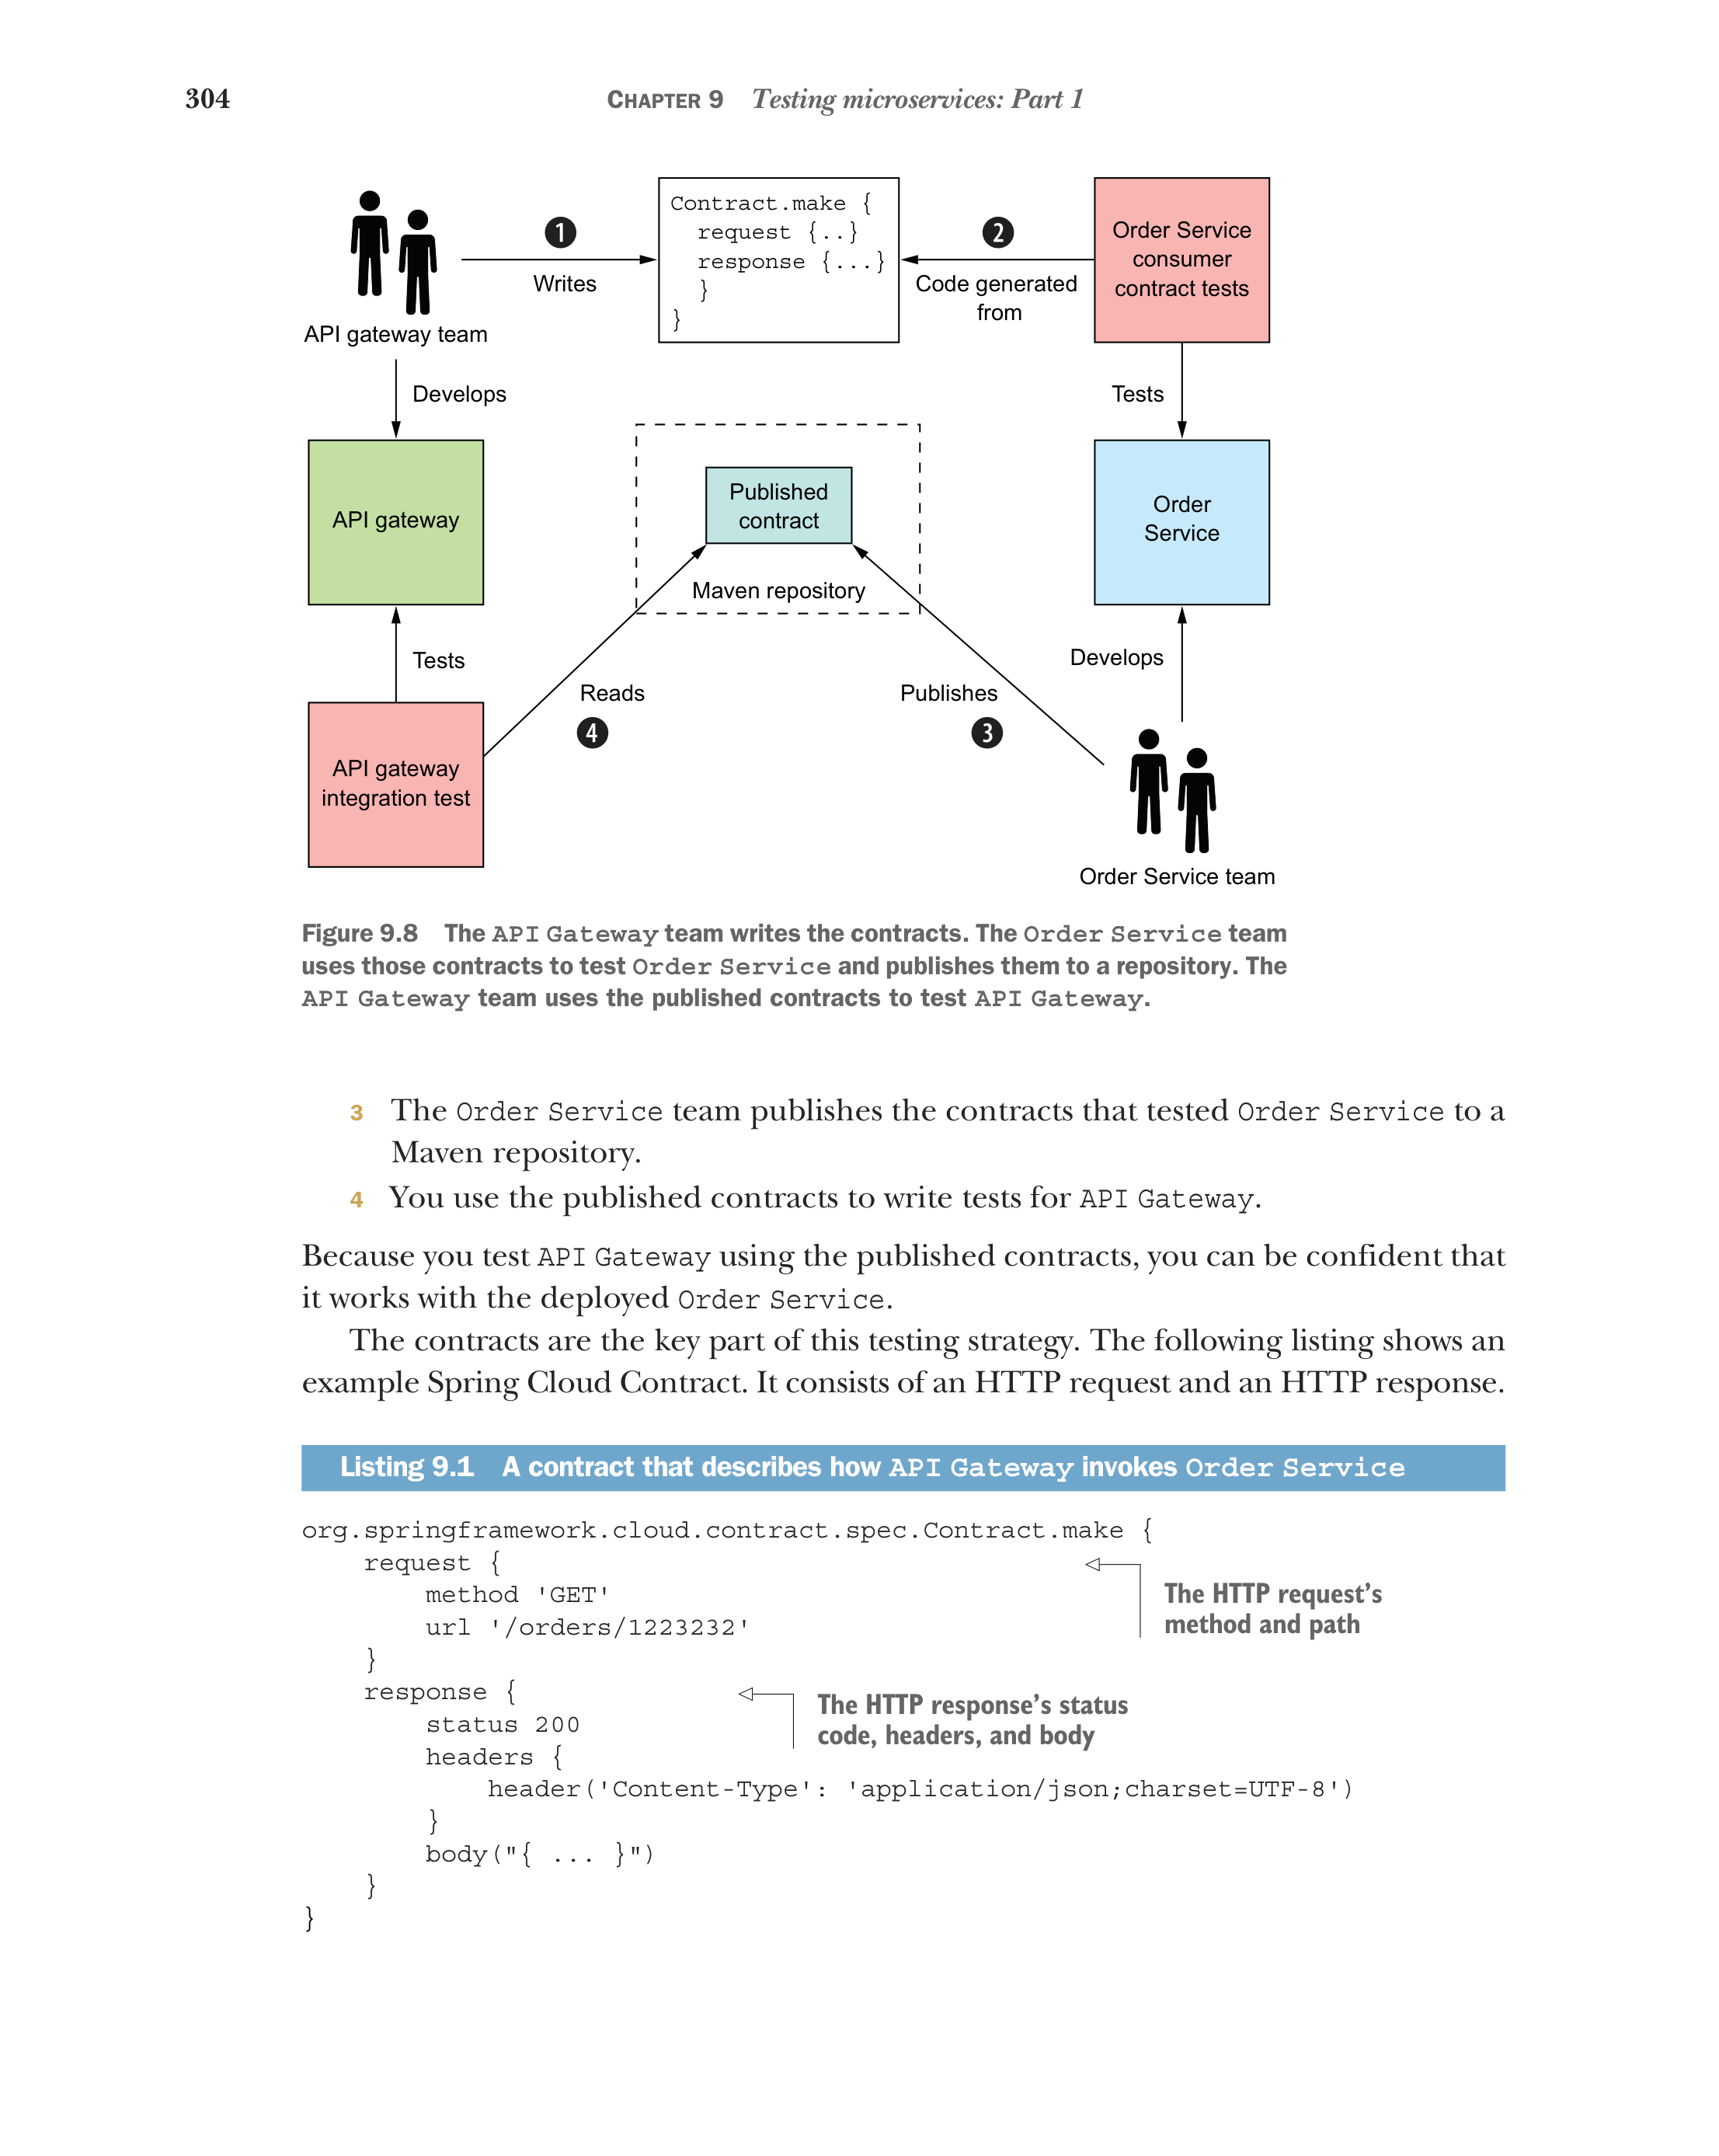 304
CHAPTER 9 Testing microservices: Part 1
API gateway team
1
Writes
Contract.make {
request {..}
response {...}
}
}
2
Code generated
from
Order Service
consumer
contract tests
Develops
Tests
API gateway
Published
contract
Maven repository
Order
Service
Tests
Reads
4
Publishes
3
Develops
API gateway
integration test
Order Service team
Figure 9.8 The API Gateway team writes the contracts. The Order Service team
uses those contracts to test Order Service and publishes them to a repository. The
API Gateway team uses the published contracts to test API Gateway.
3 The Order Service team publishes the contracts that tested Order Service to a
Maven repository.
4 You use the published contracts to write tests for API Gateway.
Because you test API Gateway using the published contracts, you can be confident that
it works with the deployed Order Service.
The contracts are the key part of this testing strategy. The following listing shows an
example Spring Cloud Contract. It consists of an HTTP request and an HTTP response.
Listing 9.1 A contract that describes how API Gateway invokes Order Service
org.springframework.cloud.contract.spec.Contract.make {
request {
method 'GET'
url '/orders/1223232'
}
The HTTP request's
method and path
response {
status 200
headers {
header('Content-Type': 'application/json;charset=UTF-8')
}
body("{ ... }")
}
}
The HTTP response's status
code, headers, and body